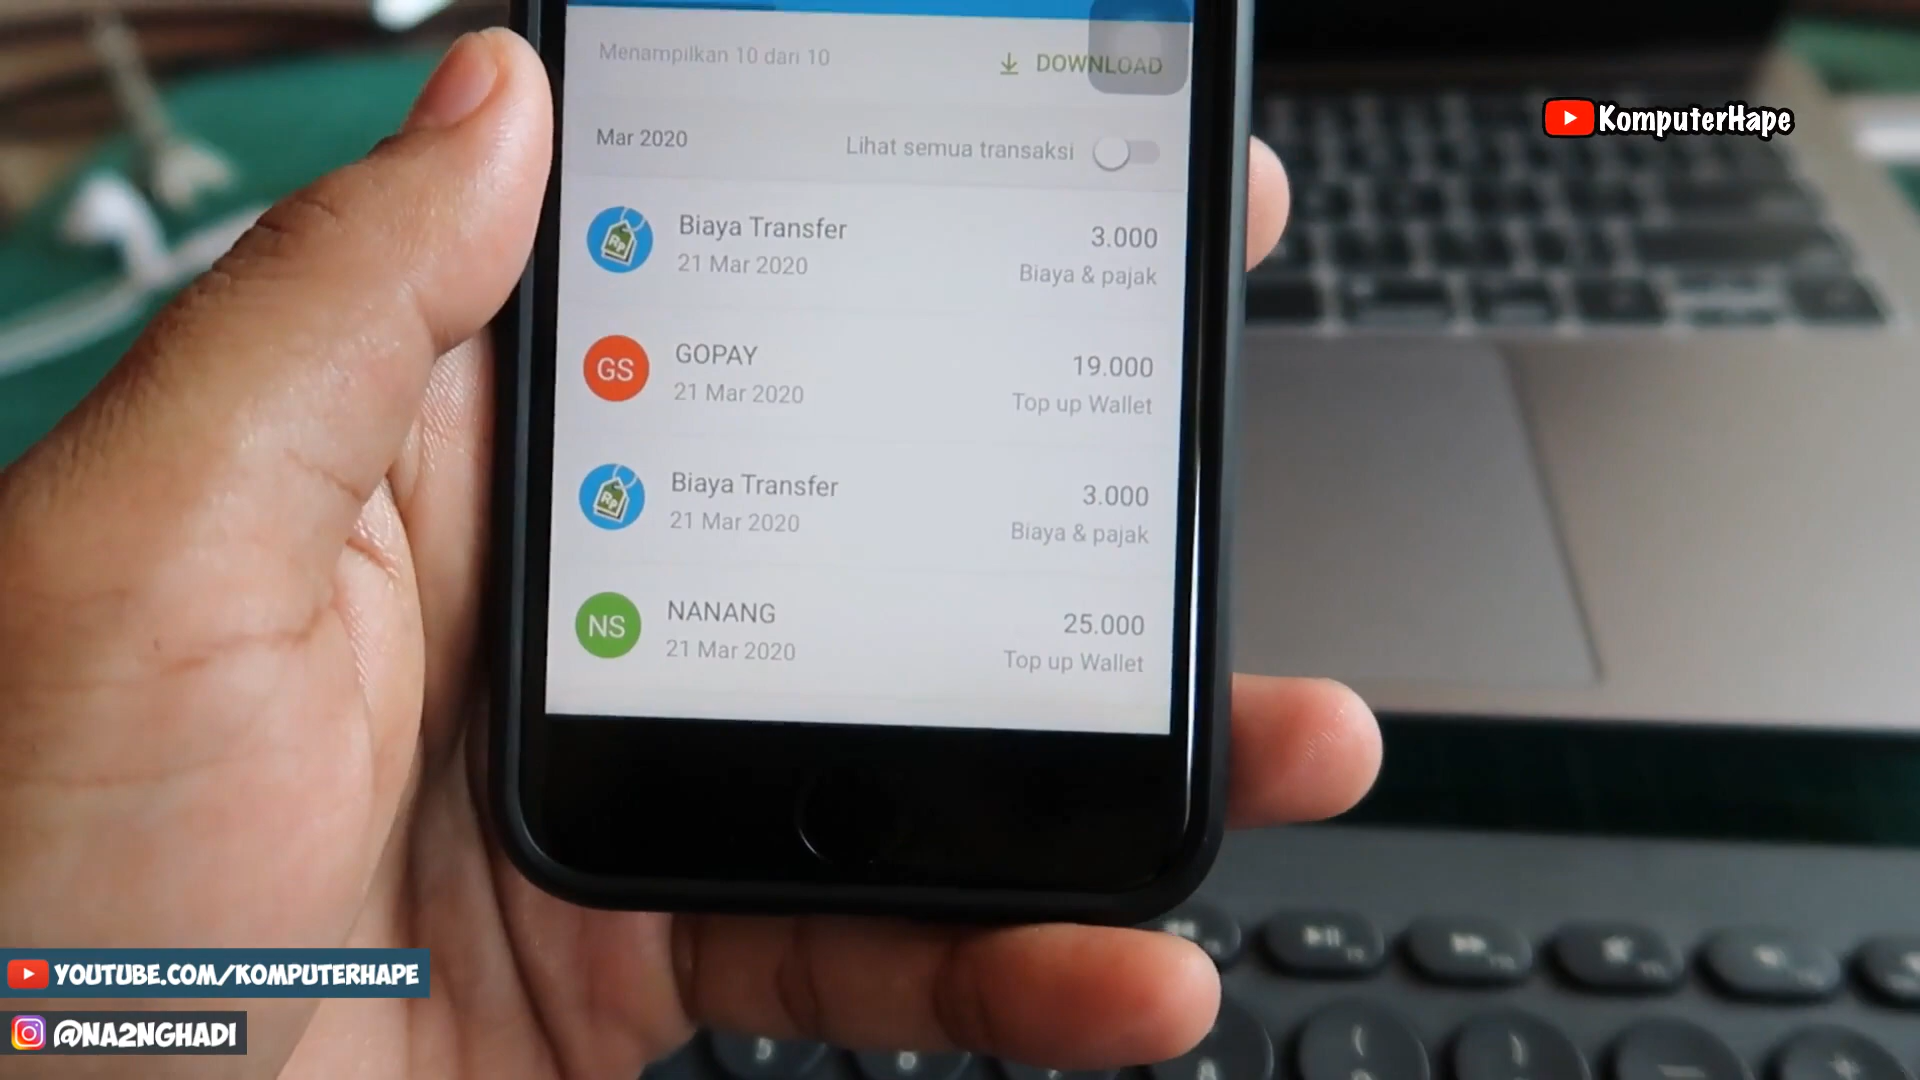 Menampilkan 10 dari 10
DOWNLOAD
KomputerHape
Mar 2020
Lihat semua transaksi
Biaya Transfer
3.000
21 Mar 2020
Biaya & pajak
Rp
GS
GOPAY
19.000
21 Mar 2020
Top up Wallet
Biaya Transfer
3.000
21 Mar 2020
Biaya & pajak
Rp
NS
NANANG
25.000
21 Mar 2020
Top up Wallet
YOUTUBE.COM/KOMPUTERHAPE
@NA2NGHADI